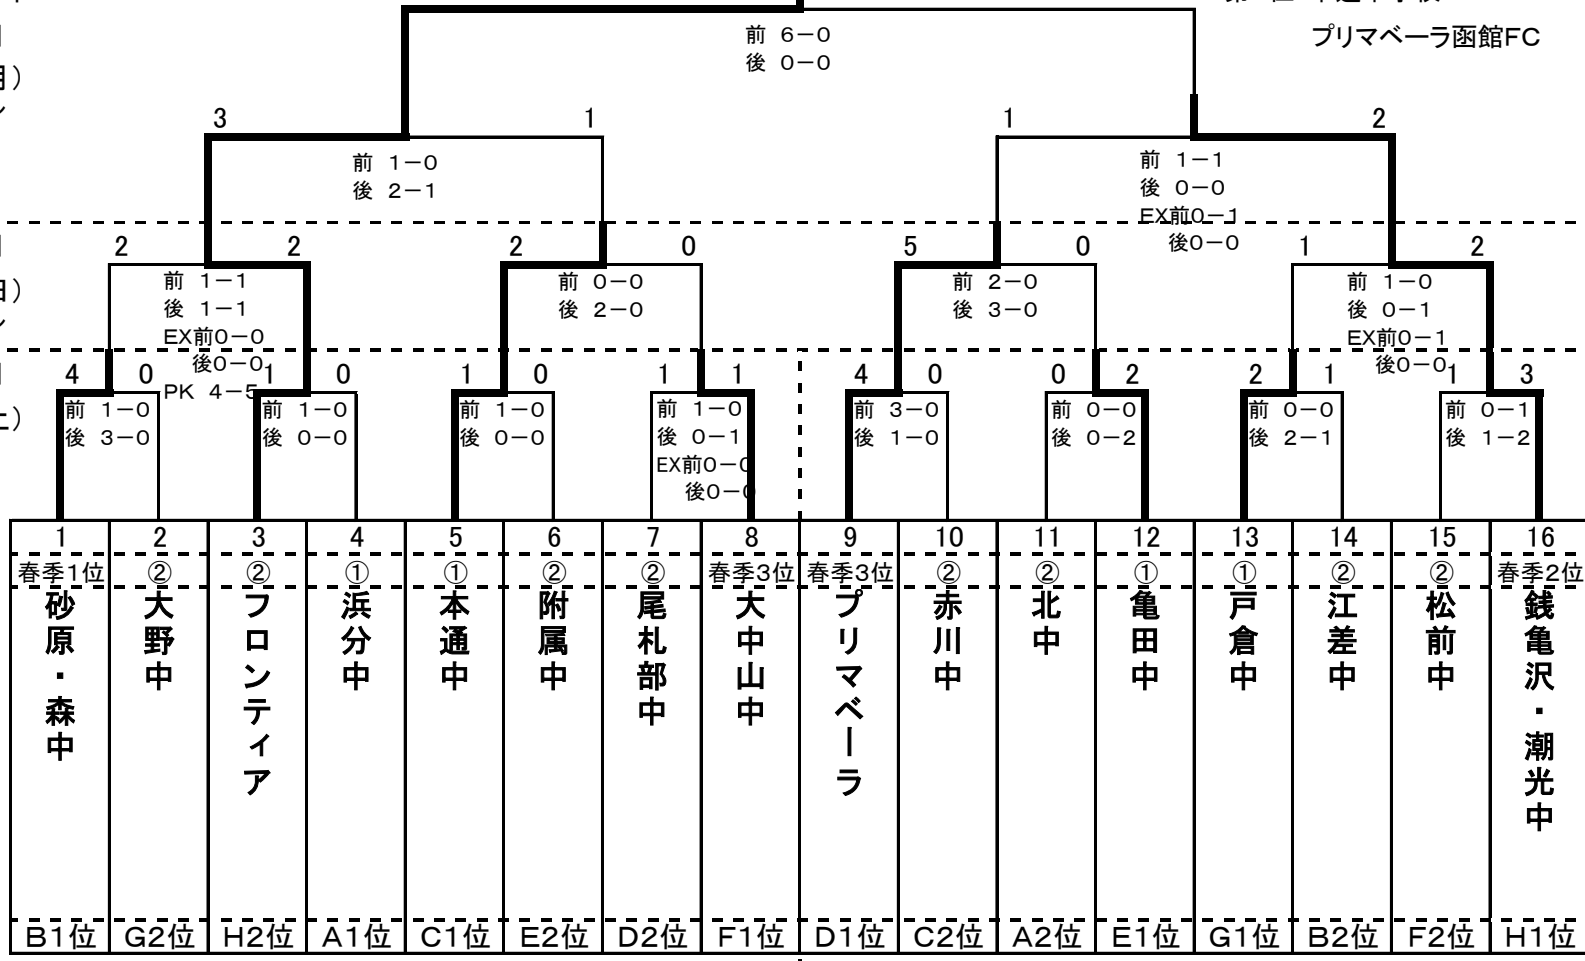 プリマベーラ函館FC
前 6－0
後 0－0
3
1
1
2
前 1－0
後 2－1
前 1－1
後 0－0
EX前0－1
後0－0
2
2
2
0
5
0
1
2
前 1－1
後 1－1
EX前0－0
後0－0
PK 4－5
前 0－0
後 2－0
前 2－0
後 3－0
前 1－0
後 0－1
EX前0－1
後0－0
4
0
1
0
1
0
1
1
4
0
0
2
2
1
1
3
前 1－0
後 3－0
前 1－0
後 0－0
前 1－0
後 0－0
前 1－0
後 0－1
EX前0－0
後0－0
前 3－0
後 1－0
前 0－0
後 0－2
前 0－0
後 2－1
前 0－1
後 1－2
1 2 3 4 5 6 7 8 9 10 11 12 13 14 15 16
春季1位 ② ② ① ① ② ② 春季3位 春季3位 ② ② ① ① ② ② 春季2位
砂原・森中
大野中
フロンティア
浜分中
本通中
附属中
尾札部中
大中山中
プリマベーラ
赤川中
北中
亀田中
戸倉中
江差中
松前中
銭亀沢・潮光中
B1位 G2位 H2位 A1位 C1位 E2位 D2位 F1位 D1位 C2位 A2位 E1位 G1位 B2位 F2位 H1位